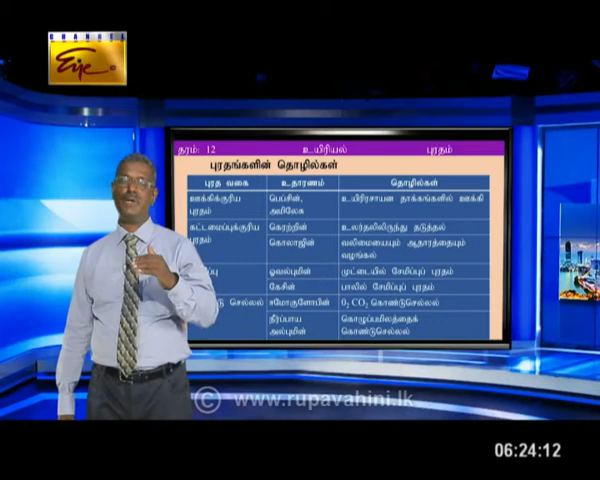 CHANNEL
Eye
தரம்: 12 உயிரியல் புரதம்
புரதங்களின் தொழில்கள்
புரத வகை உதாரணம் தொழில்கள்
ஊக்கிக்குரிய புரதம் பெப்சின், அமிலேசு உயிரிரசாயன தாக்கங்களில் ஊக்கி
கட்டமைப்புக்குரிய புரதம் கெரற்றின் உலர்தலிலிருந்து தடுத்தல்
கொலாஜின் வலிமையையும் ஆதாரத்தையும் வழங்கல்
ஓவல்புமின் முட்டையில் சேமிப்புப் புரதம்
கேசின் பாலில் சேமிப்புப் புரதம்
செல்லல் ஈமோகுளோபின் O₂ CO₂ கொண்டுசெல்லல்
நீர்ப்பாய அல்புமின் கொழுப்பமிலத்தைக் கொண்டுசெல்லல்
© www.rupavahini.lk
06:24:12